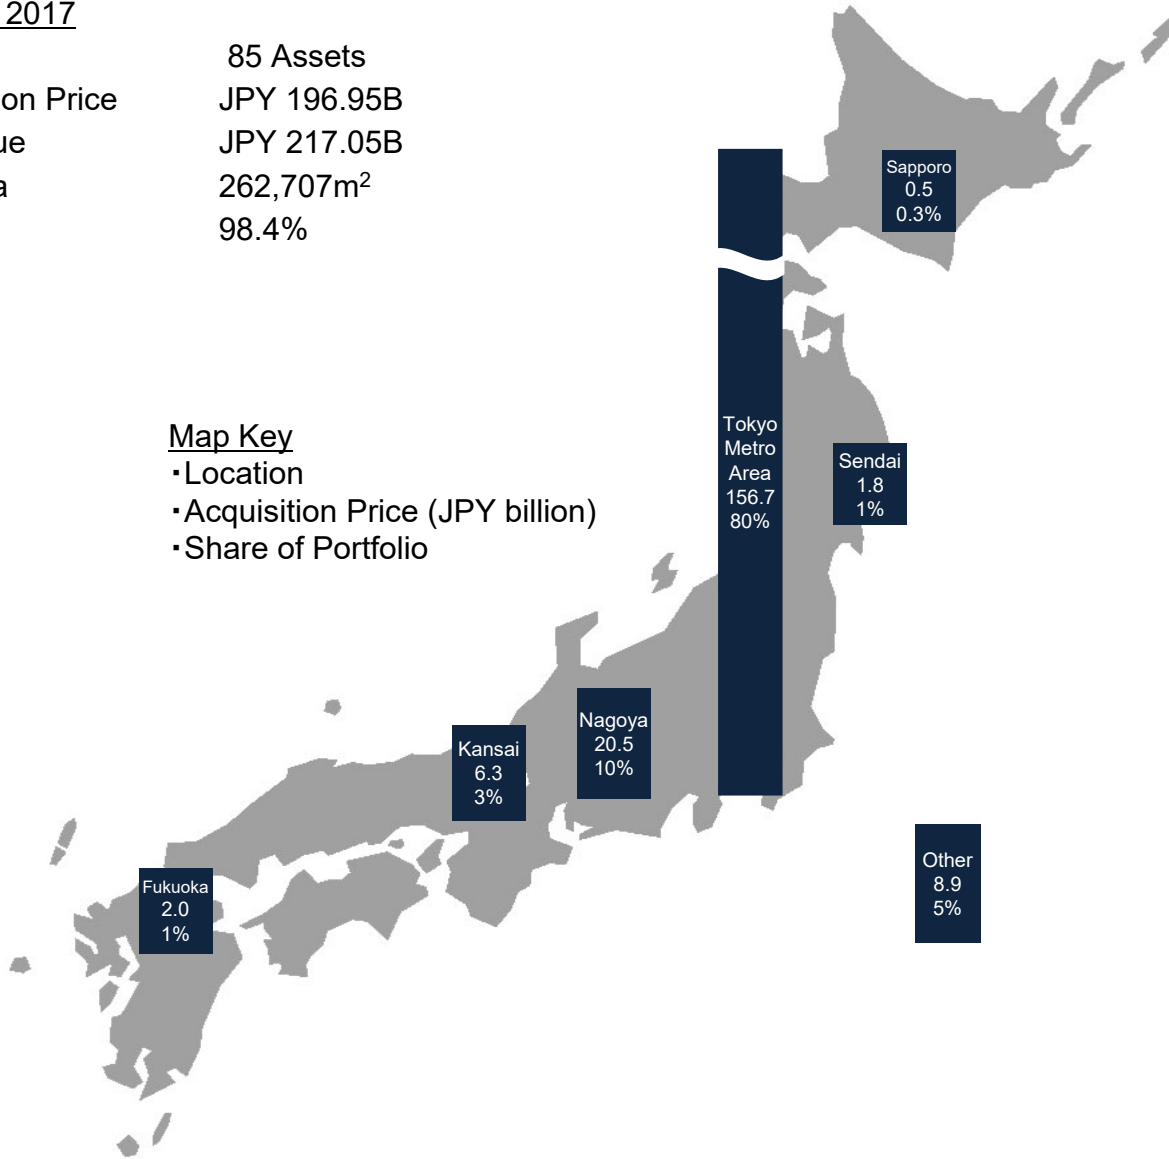 2017
85 Assets
on Price JPY 196.95B
ue JPY 217.05B
a 262,707m²
98.4%
Sapporo
0.5
0.3%
Map Key
・Location
・Acquisition Price (JPY billion)
・Share of Portfolio
Tokyo
Metro
Area
156.7
80%
Sendai
1.8
1%
Nagoya
20.5
10%
Kansai
6.3
3%
Other
8.9
5%
Fukuoka
2.0
1%